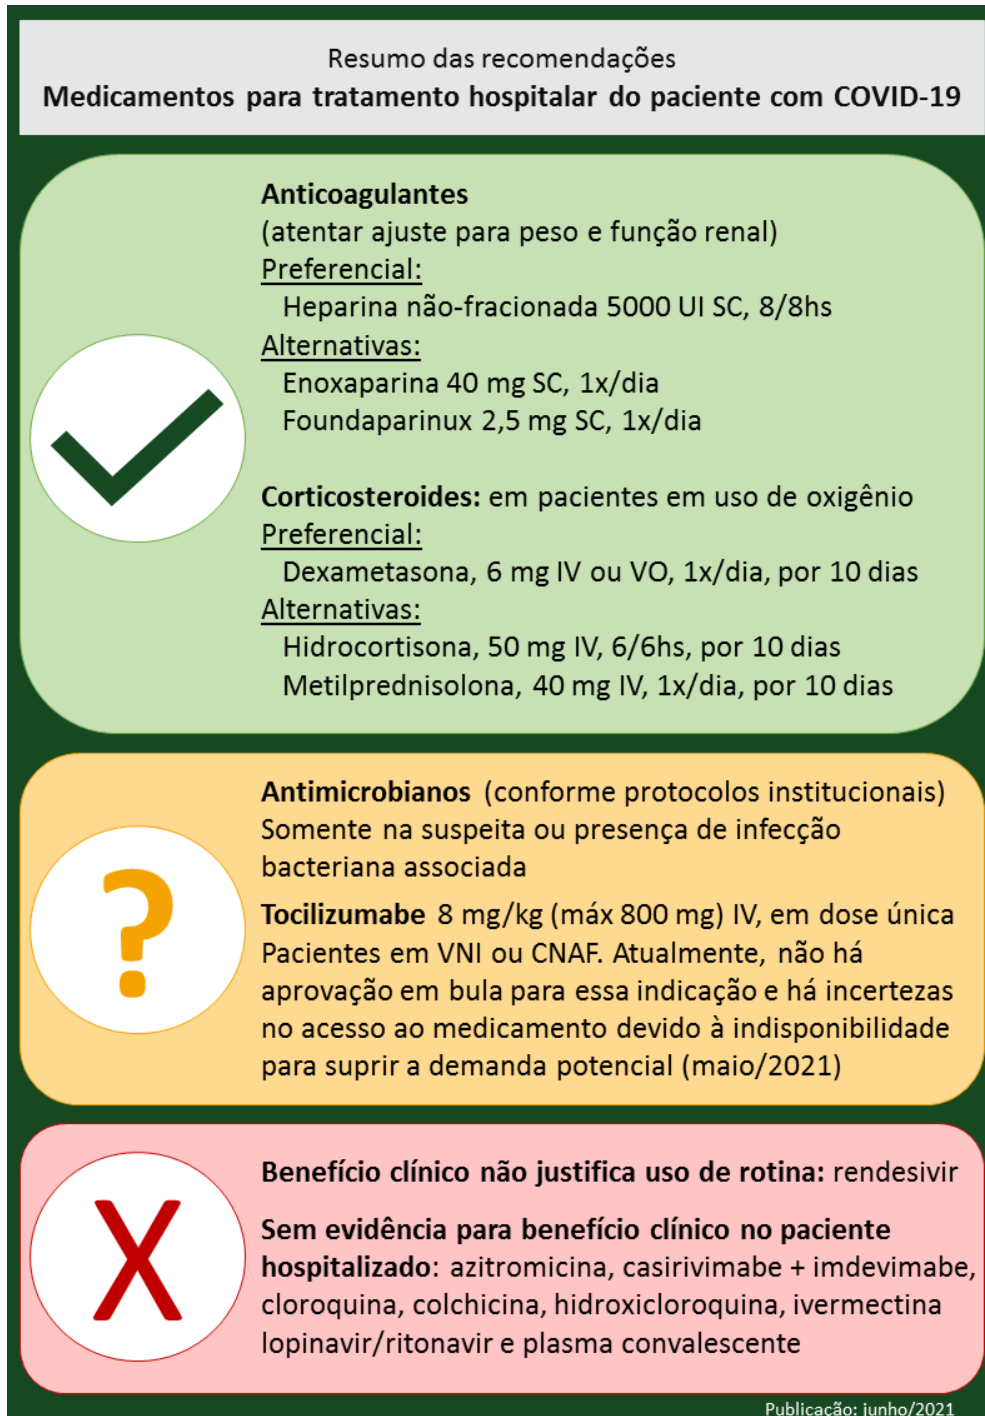 Resumo das recomendações
Medicamentos para tratamento hospitalar do paciente com COVID-19
Anticoagulantes
(atentar ajuste para peso e função renal)
Preferencial:
Heparina não-fracionada 5000 UI SC, 8/8hs
Alternativas:
Enoxaparina 40 mg SC, 1x/dia
Foundaparinux 2,5 mg SC, 1x/dia
Corticosteroides: em pacientes em uso de oxigênio
Preferencial:
Dexametasona, 6 mg IV ou VO, 1x/dia, por 10 dias
Alternativas:
Hidrocortisona, 50 mg IV, 6/6hs, por 10 dias
Metilprednisolona, 40 mg IV, 1x/dia, por 10 dias
?
Antimicrobianos (conforme protocolos institucionais)
Somente na suspeita ou presença de infecção
bacteriana associada
Tocilizumabe 8 mg/kg (máx 800 mg) IV, em dose única
Pacientes em VNI ou CNAF. Atualmente, não há
aprovação em bula para essa indicação e há incertezas
no acesso ao medicamento devido à indisponibilidade
para suprir a demanda potencial (maio/2021)
X
Benefício clínico não justifica uso de rotina: rendesivir
Sem evidência para benefício clínico no paciente
hospitalizado: azitromicina, casirivimabe + imdevimabe,
cloroquina, colchicina, hidroxicloroquina, ivermectina
lopinavir/ritonavir e plasma convalescente
Publicação: junho/2021